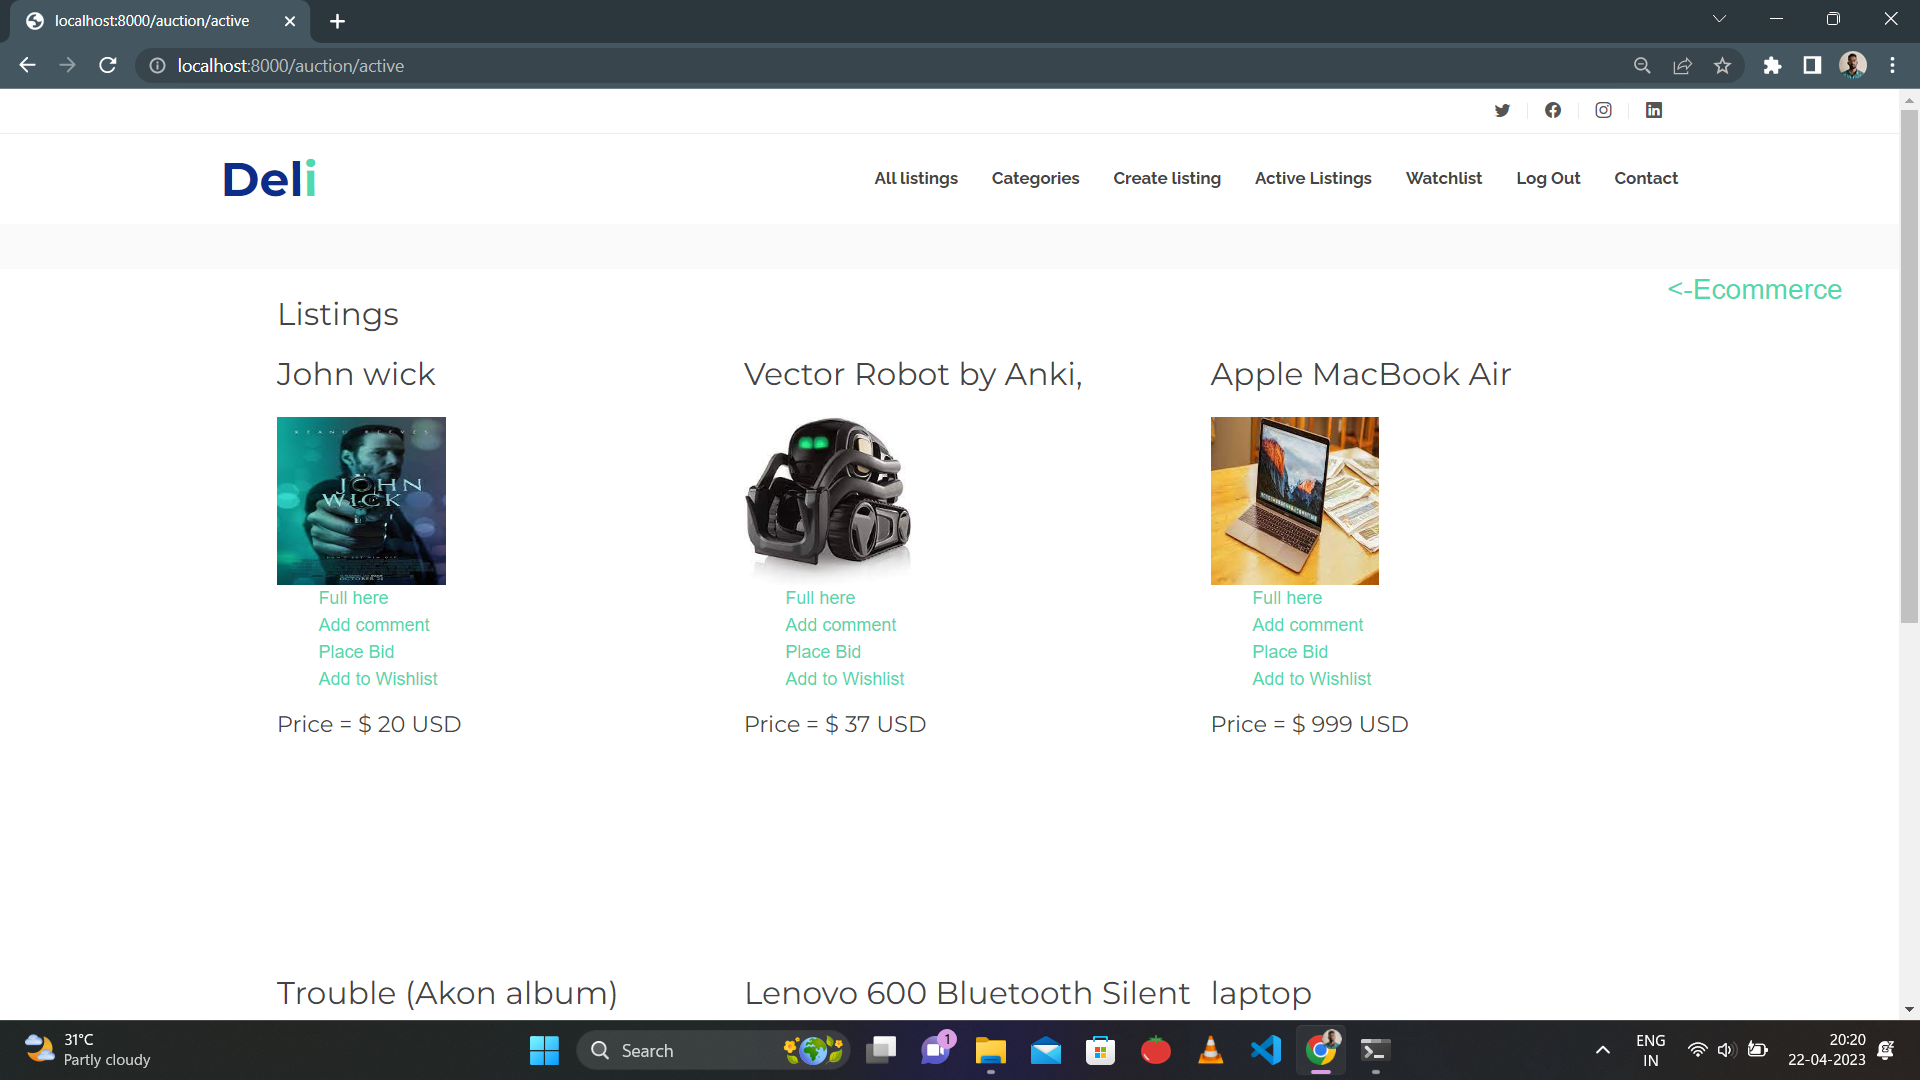 localhost:8000/auction/active
localhost:8000/auction/active
Deli
All listings Categories Create listing Active Listings Watchlist Log Out Contact
<-Ecommerce
Listings
John wick Vector Robot by Anki, Apple MacBook Air
KEANU REEVES
JOHN
WICK
Full here Full here Full here
Add comment Add comment Add comment
Place Bid Place Bid Place Bid
Add to Wishlist Add to Wishlist Add to Wishlist
Price = $ 20 USD Price = $ 37 USD Price = $ 999 USD
Trouble (Akon album) Lenovo 600 Bluetooth Silent laptop
31°C
Partly cloudy
Search
1
ENG
IN
20:20
22-04-2023